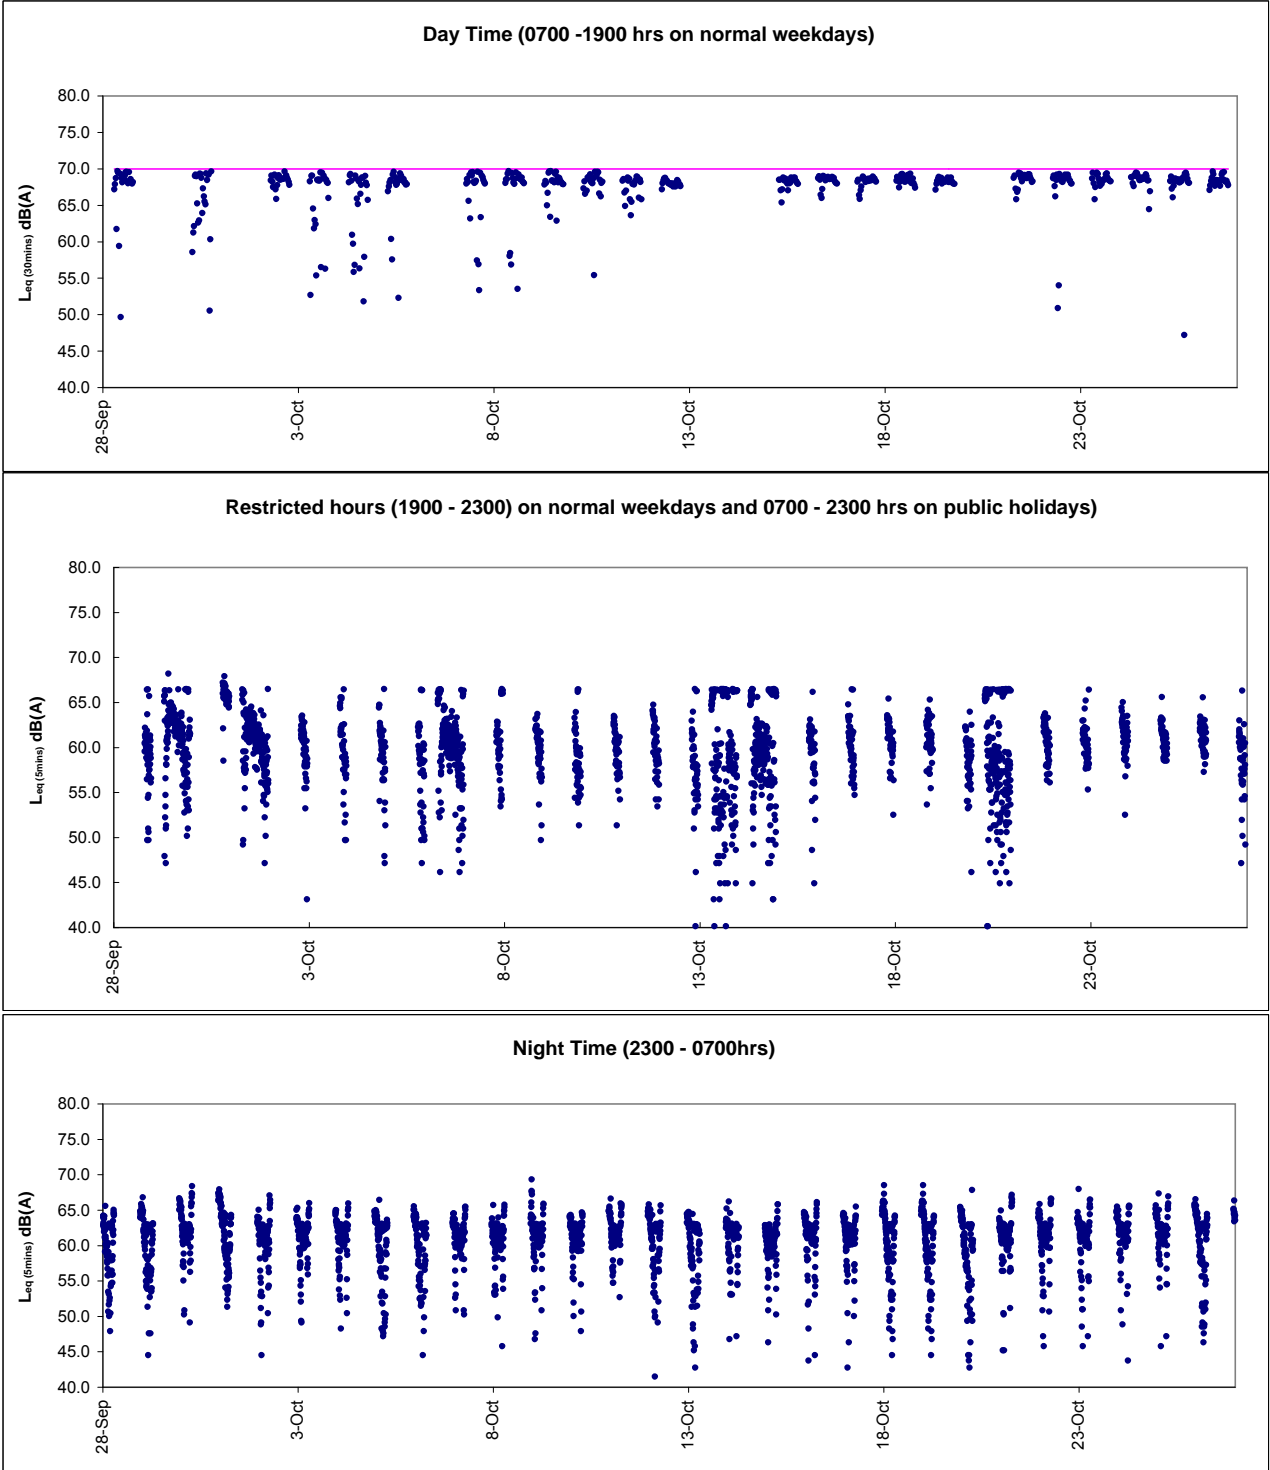 Day Time (0700 -1900 hrs on normal weekdays)
80.0
75.0
70.0
65.0
60.0
55.0
50.0
45.0
40.0
Leq (30mins) dB(A)
28-Sep
3-Oct
8-Oct
13-Oct
18-Oct
23-Oct
Restricted hours (1900 - 2300) on normal weekdays and 0700 - 2300 hrs on public holidays)
80.0
75.0
70.0
65.0
60.0
55.0
50.0
45.0
40.0
Leq (5mins) dB(A)
28-Sep
3-Oct
8-Oct
13-Oct
18-Oct
23-Oct
Night Time (2300 - 0700hrs)
80.0
75.0
70.0
65.0
60.0
55.0
50.0
45.0
40.0
Leq (5mins) dB(A)
28-Sep
3-Oct
8-Oct
13-Oct
18-Oct
23-Oct